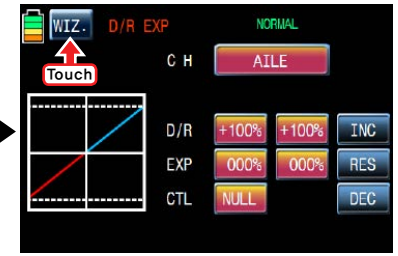 WIZ. D/R EXP NORMAL
Touch
C H AILE
D/R +100% +100% INC
EXP 000% 000% RES
CTL NULL DEC